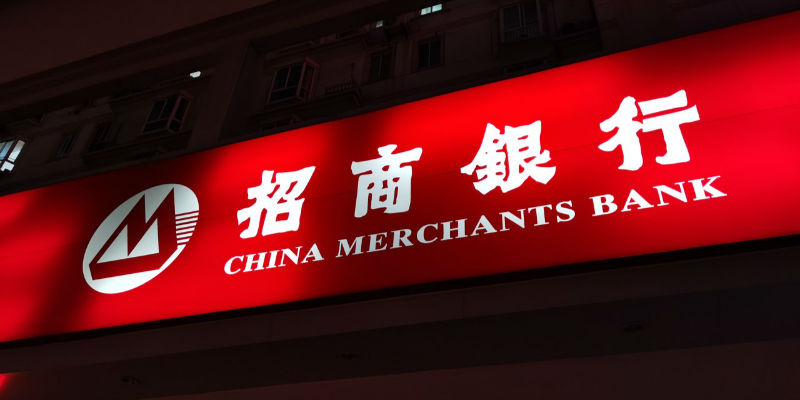 招商銀行
CHINA MERCHANTS BANK